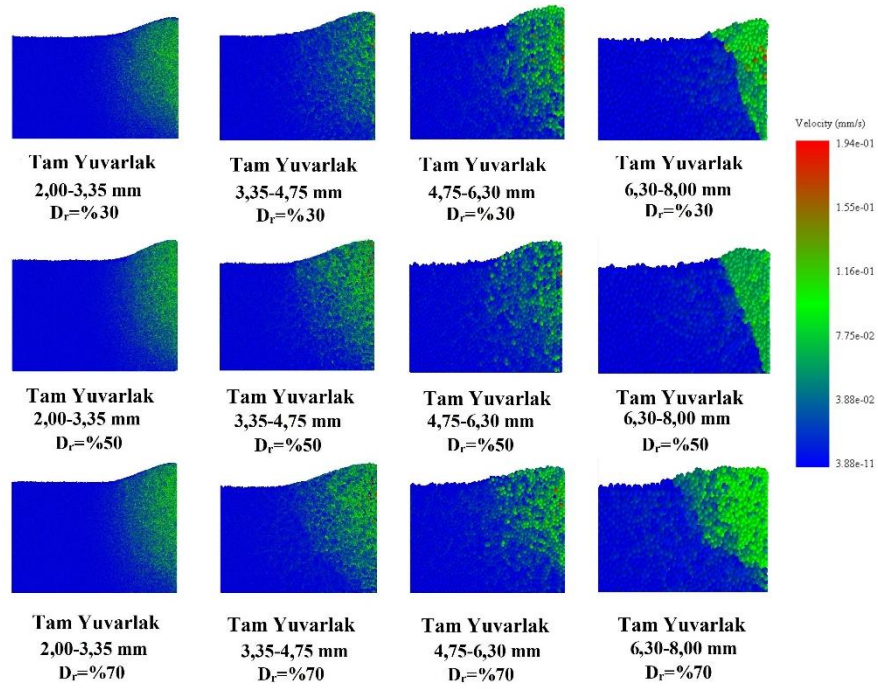 Velocity (mm/s)
1.94e-01
1.55e-01
1.16e-01
7.75e-02
3.88e-02
3.88e-11
Tam Yuvarlak
2,00-3,35 mm
Dr=%30
Tam Yuvarlak
3,35-4,75 mm
Dr=%30
Tam Yuvarlak
4,75-6,30 mm
Dr=%30
Tam Yuvarlak
6,30-8,00 mm
Dr=%30
Tam Yuvarlak
2,00-3,35 mm
Dr=%50
Tam Yuvarlak
3,35-4,75 mm
Dr=%50
Tam Yuvarlak
4,75-6,30 mm
Dr=%50
Tam Yuvarlak
6,30-8,00 mm
Dr=%50
Tam Yuvarlak
2,00-3,35 mm
Dr=%70
Tam Yuvarlak
3,35-4,75 mm
Dr=%70
Tam Yuvarlak
4,75-6,30 mm
Dr=%70
Tam Yuvarlak
6,30-8,00 mm
Dr=%70